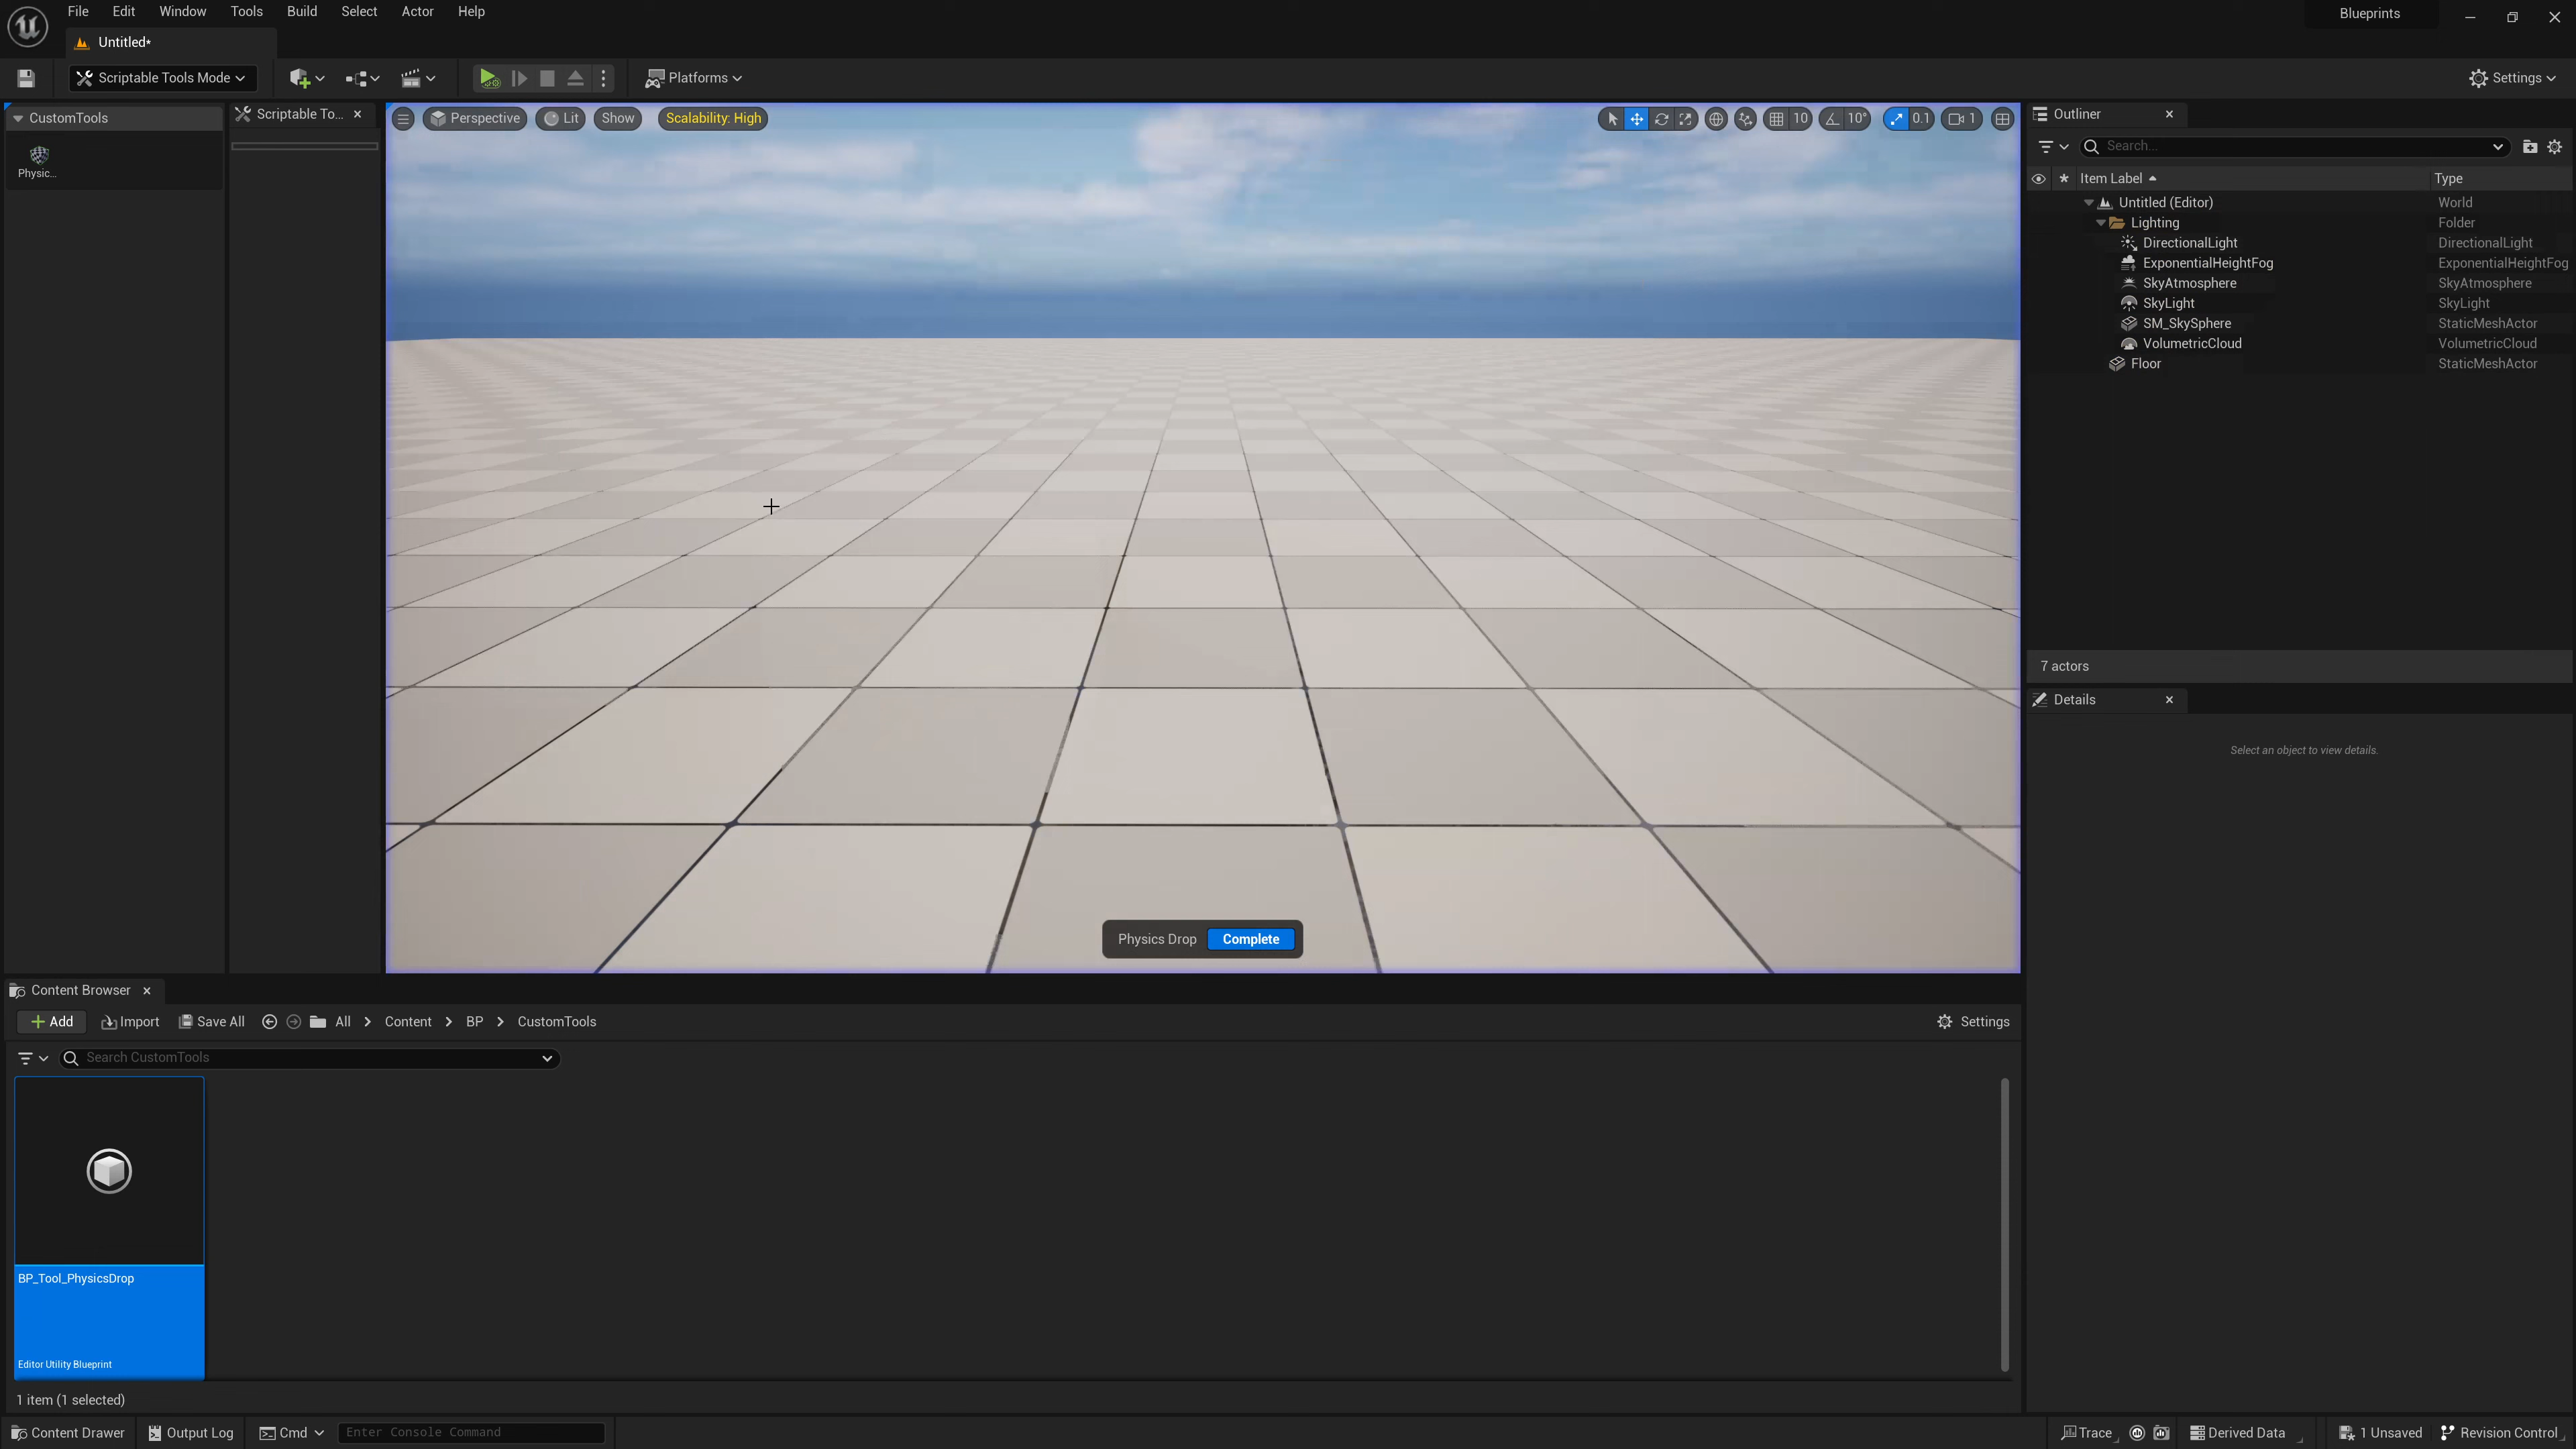 File Edit Window Tools Build Select Actor Help
Blueprints
Untitled*
Scriptable Tools Mode
Platforms
Settings
CustomTools
Physic...
Scriptable To...
Perspective
Lit
Show
Scalability: High
10
10°
0.1
1
Physics Drop
Complete
Outliner
Search...
Item Label
Type
Untitled (Editor) World
Lighting Folder
DirectionalLight DirectionalLight
ExponentialHeightFog ExponentialHeightFog
SkyAtmosphere SkyAtmosphere
SkyLight SkyLight
SM_SkySphere StaticMeshActor
VolumetricCloud VolumetricCloud
Floor StaticMeshActor
7 actors
Details
Select an object to view details.
Content Browser
Add Import Save All All Content BP CustomTools Settings
Search CustomTools
BP_Tool_PhysicsDrop
Editor Utility Blueprint
1 item (1 selected)
Content Drawer Output Log Cmd Enter Console Command
Trace Derived Data 1 Unsaved Revision Control